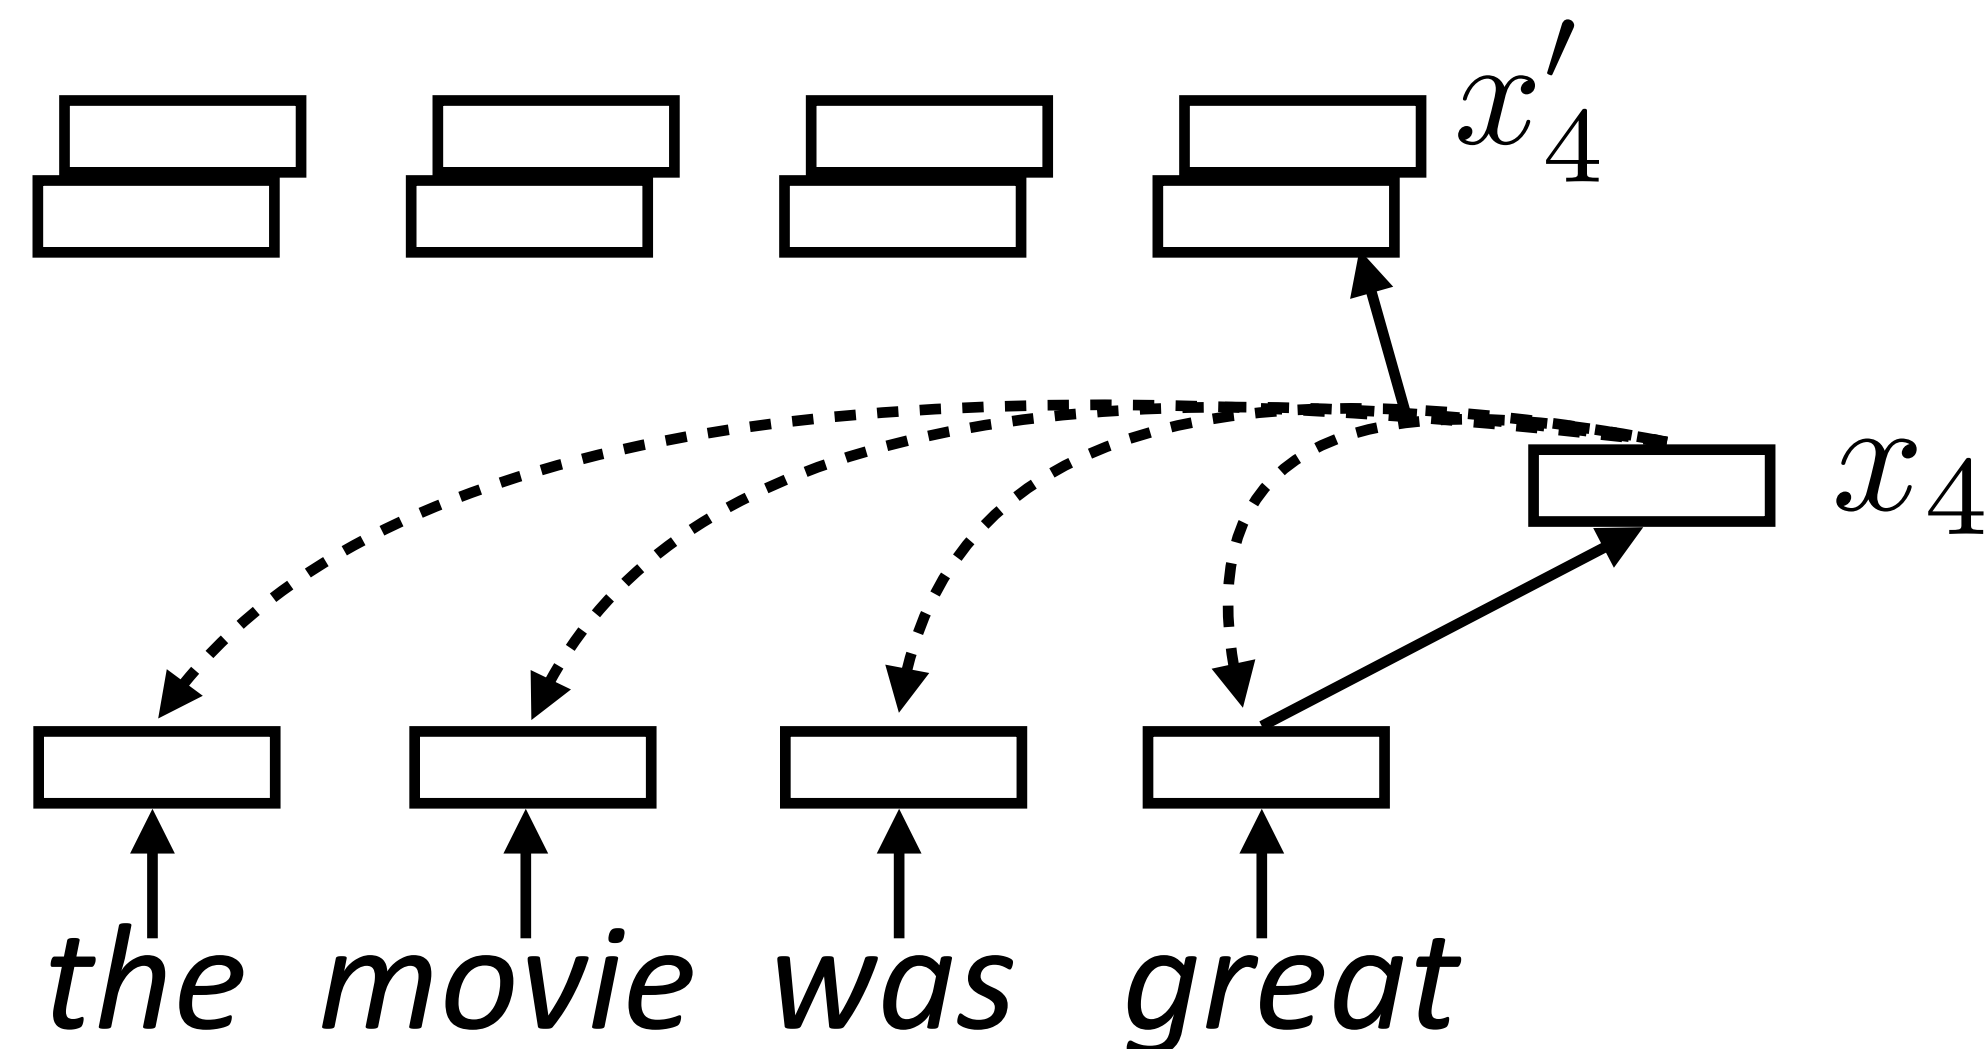 x′₄
x₄
the movie was great